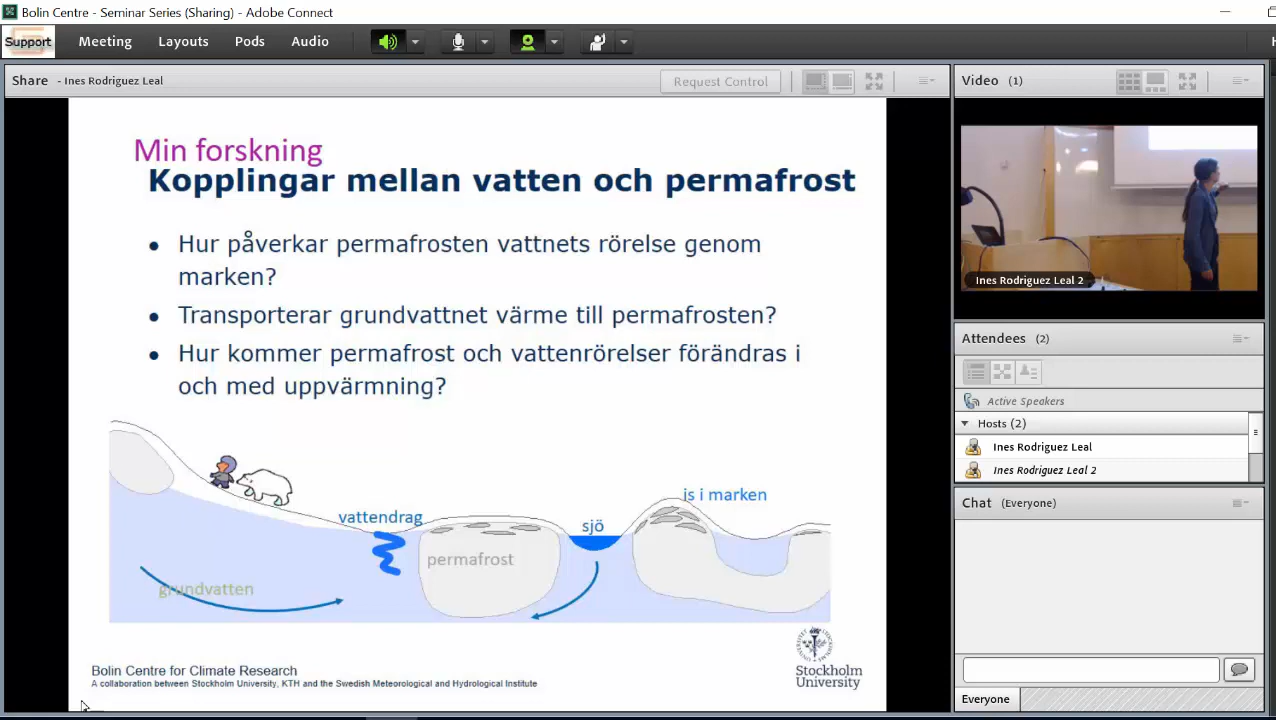 Bolin Centre - Seminar Series (Sharing) - Adobe Connect
Support
Meeting
Layouts
Pods
Audio
Share - Ines Rodriguez Leal
Request Control
Video (1)
Min forskning
Kopplingar mellan vatten och permafrost
• Hur påverkar permafrosten vattnets rörelse genom
marken?
• Transporterar grundvattnet värme till permafrosten?
• Hur kommer permafrost och vattenrörelser förändras i
och med uppvärmning?
is i marken
vattendrag
sjö
permafrost
grundvatten
Bolin Centre for Climate Research
A collaboration between Stockholm University, KTH and the Swedish Meteorological and Hydrological Institute
Stockholm
University
Ines Rodriguez Leal 2
Attendees (2)
Active Speakers
Hosts (2)
Ines Rodriguez Leal
Ines Rodriguez Leal 2
Chat (Everyone)
Everyone